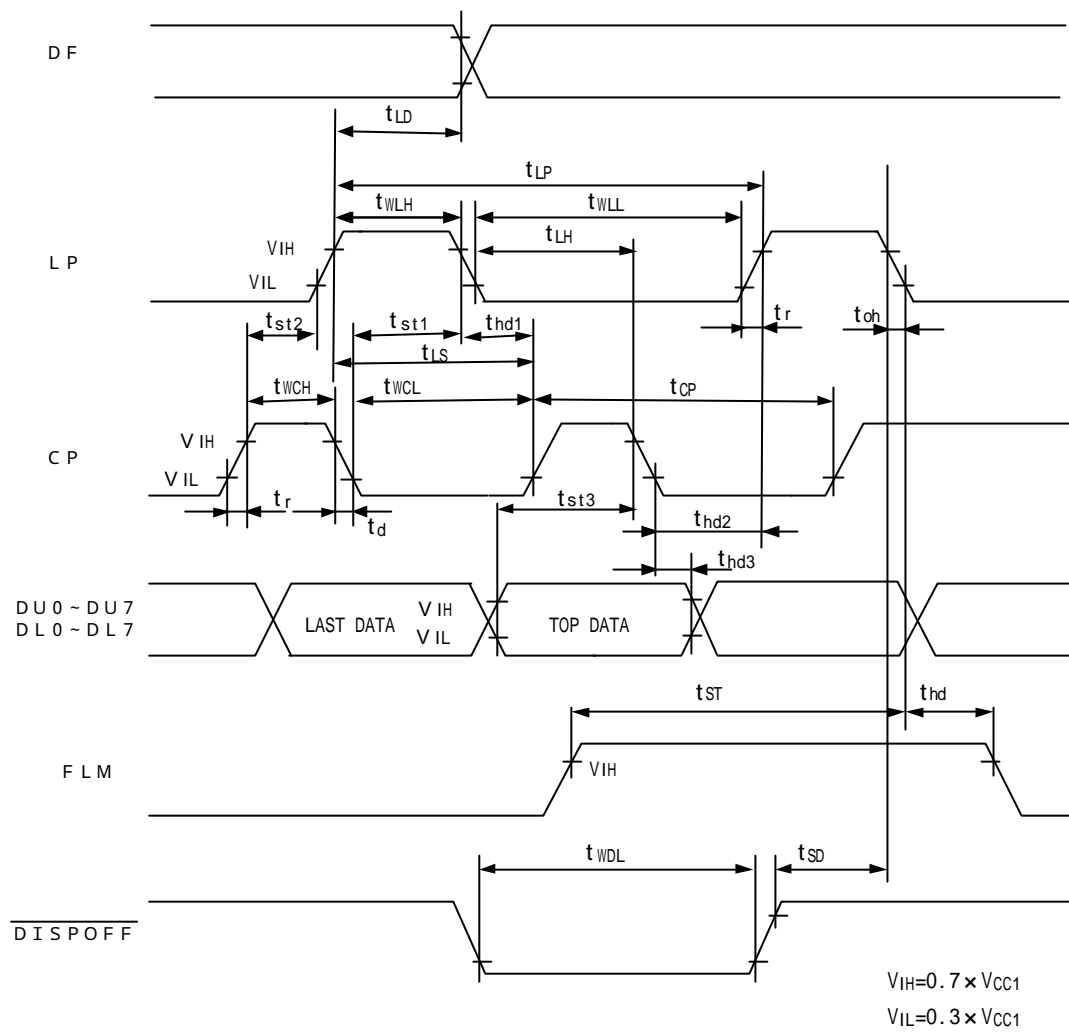 DF
tLD
tLP
tWLH
tWLL
tLH
VIH
LP
VIL
tst2
tst1
thd1
tr
toh
tLS
tWCH
tWCL
tCP
VIH
CP
VIL
tr
td
tst3
thd2
thd3
DU0~DU7
DL0~DL7
LAST DATA
VIH
VIL
TOP DATA
tST
thd
FLM
VIH
tWDL
tSD
DISPOFF
VIH=0.7×VCC1
VIL=0.3×VCC1